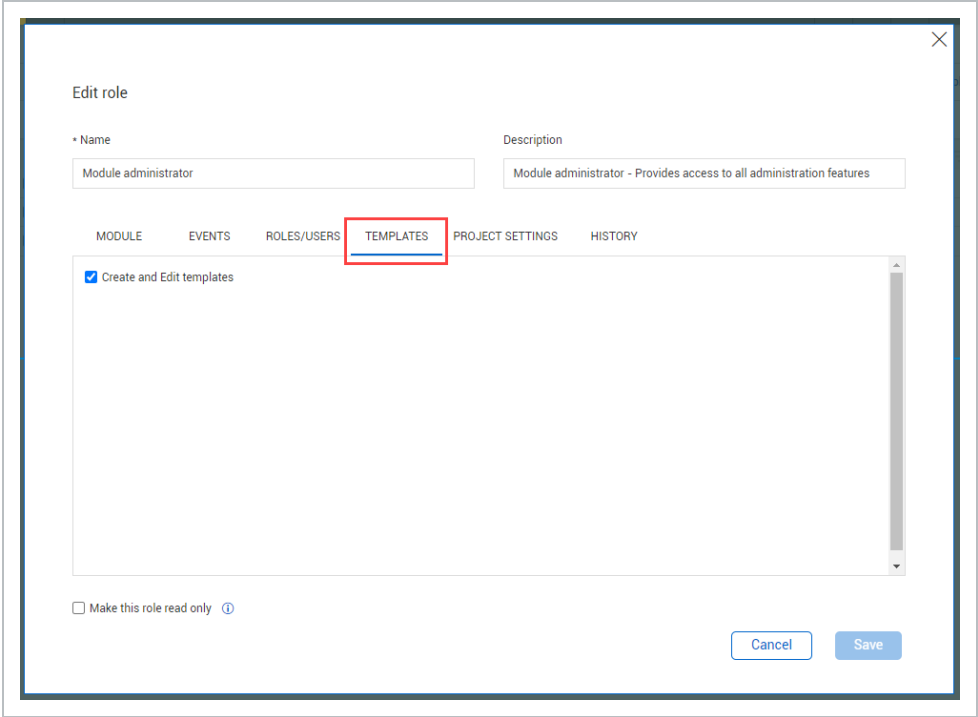 Edit role
* Name
Description
Module administrator
Module administrator - Provides access to all administration features
MODULE EVENTS ROLES/USERS TEMPLATES PROJECT SETTINGS HISTORY
Create and Edit templates
Make this role read only
Cancel Save